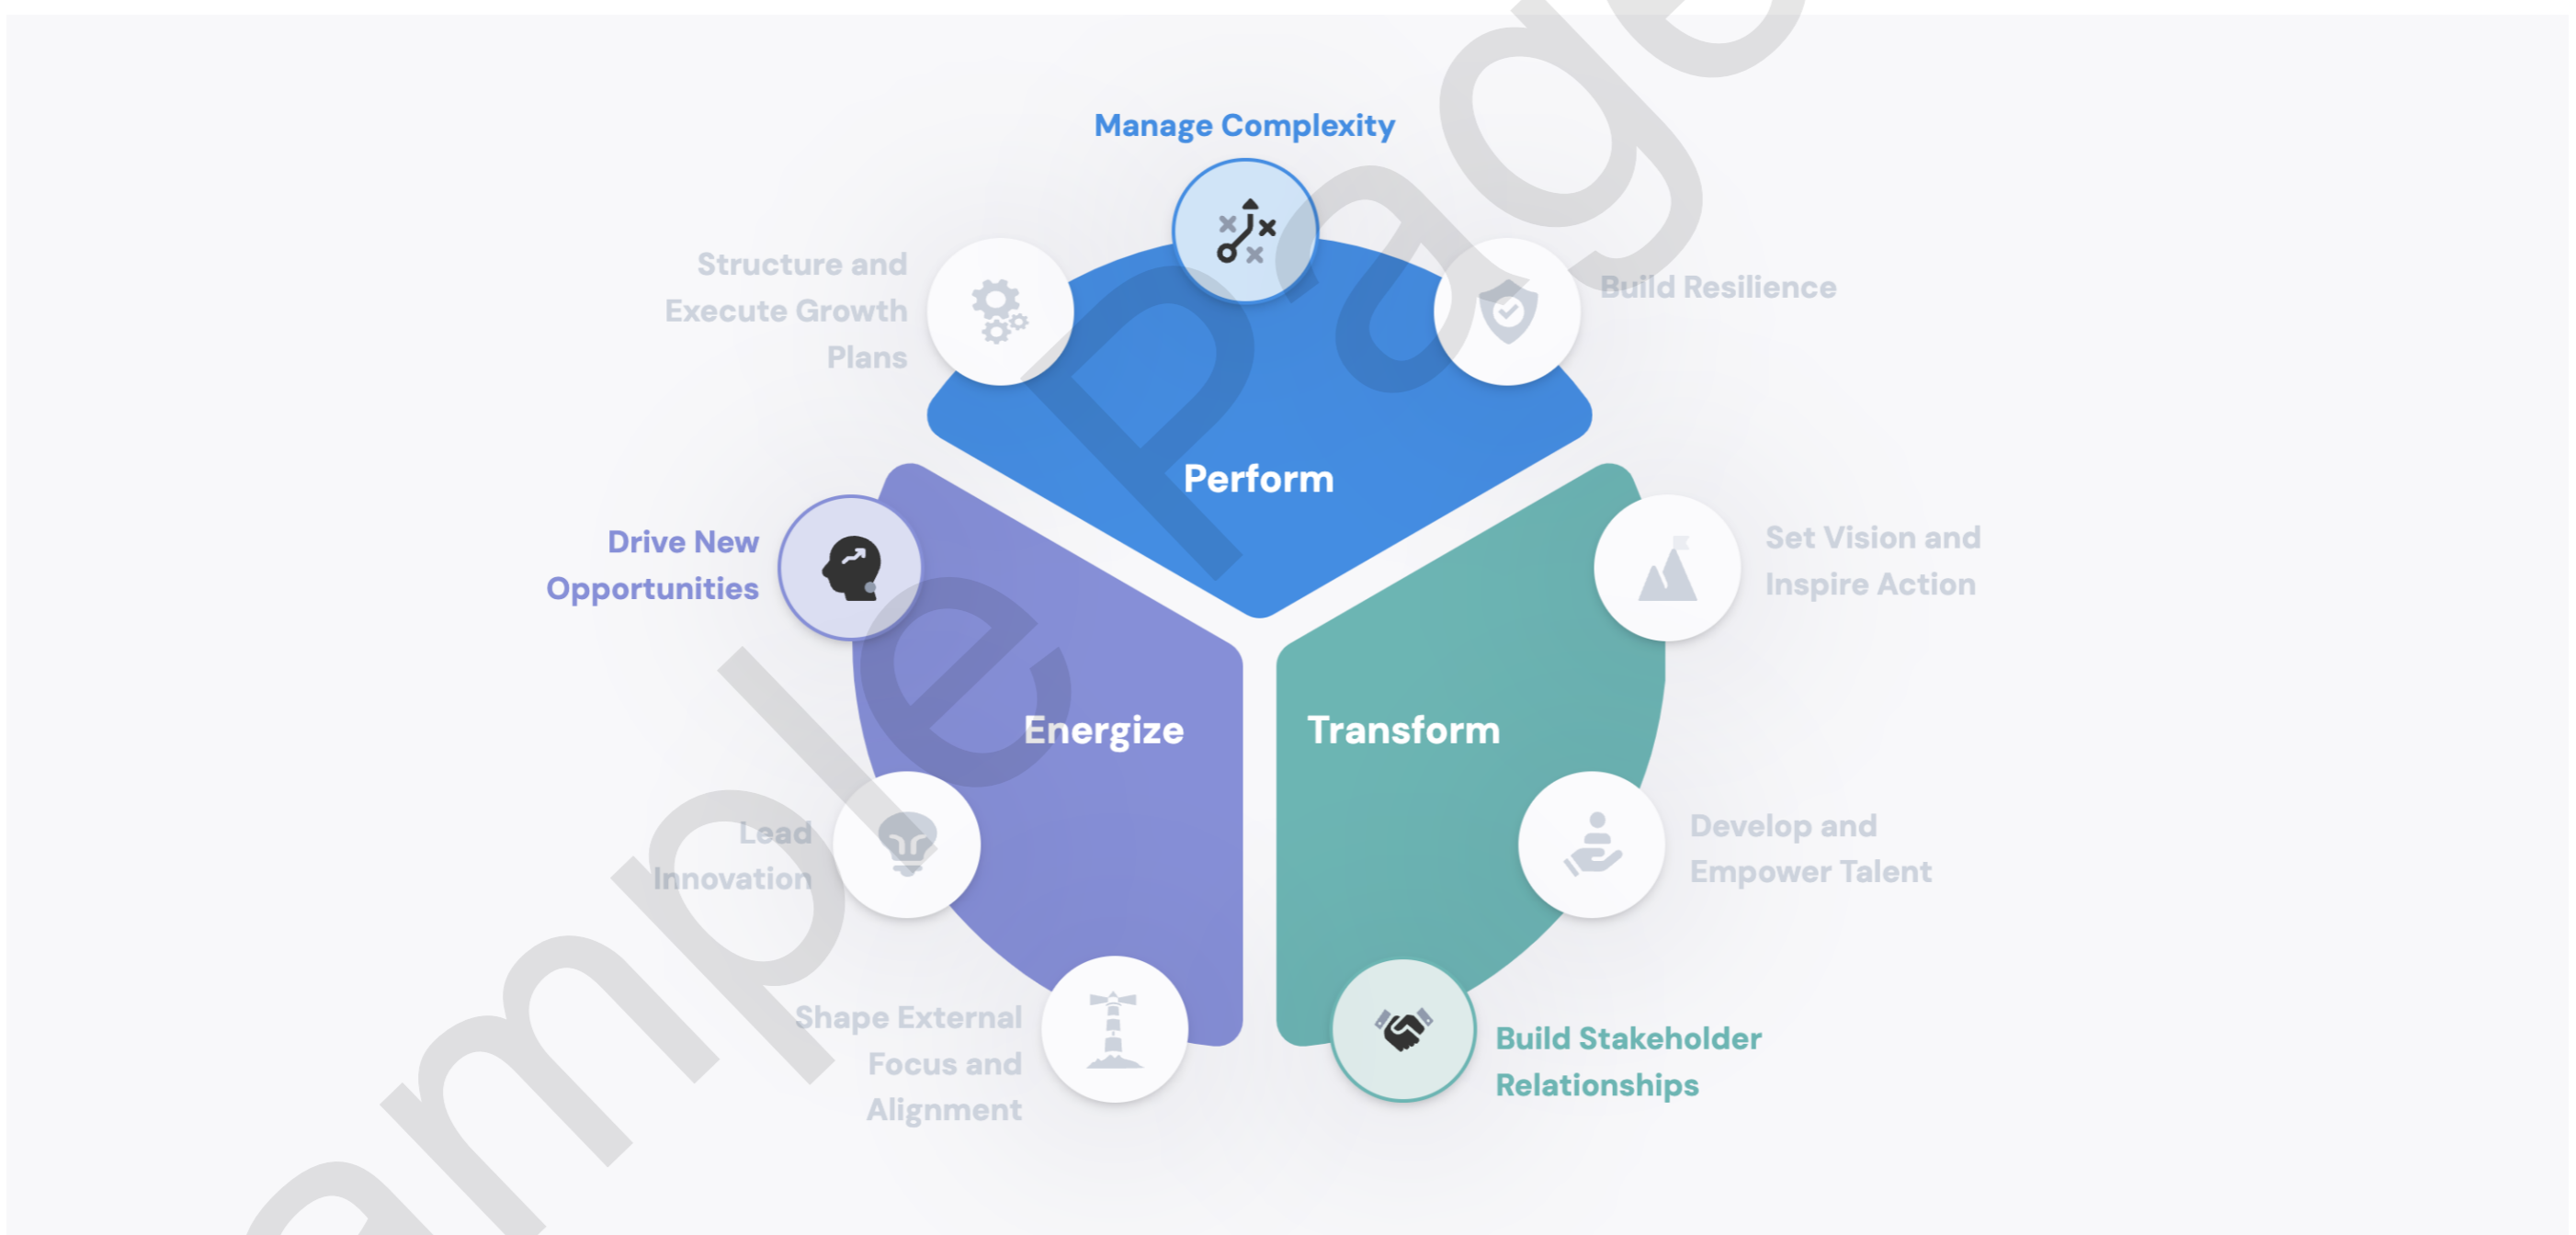 Manage Complexity
Structure and
Execute Growth
Plans
Build Resilience
Perform
Drive New
Opportunities
Set Vision and
Inspire Action
Energize
Transform
Lead
Innovation
Develop and
Empower Talent
Shape External
Focus and
Alignment
Build Stakeholder
Relationships
ample Page